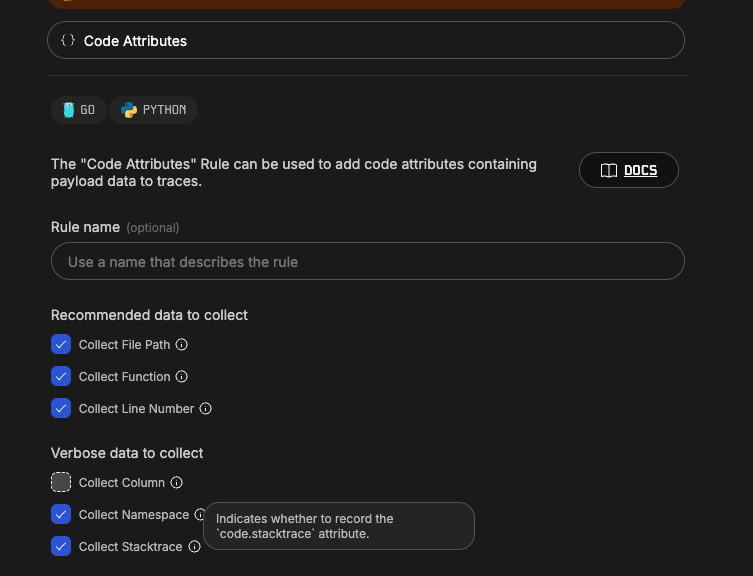 { } Code Attributes
GO
PYTHON
The "Code Attributes" Rule can be used to add code attributes containing
payload data to traces.
DOCS
Rule name (optional)
Use a name that describes the rule
Recommended data to collect
Collect File Path
Collect Function
Collect Line Number
Verbose data to collect
Collect Column
Collect Namespace
Indicates whether to record the
`code.stacktrace` attribute.
Collect Stacktrace